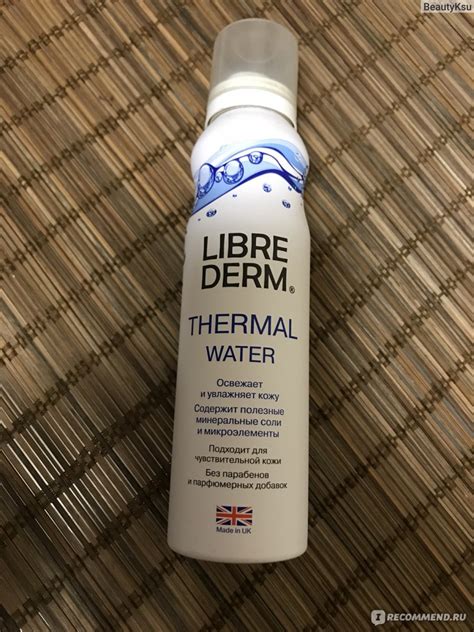 BeautyKsu
LIBRE
DERM®
THERMAL
WATER
Освежает
и увлажняет кожу
Содержит полезные
минеральные соли
и микроэлементы
Подходит для
чувствительной кожи
Без парабенов
и парфюмерных добавок
Made in UK
IRECOMMEND.RU